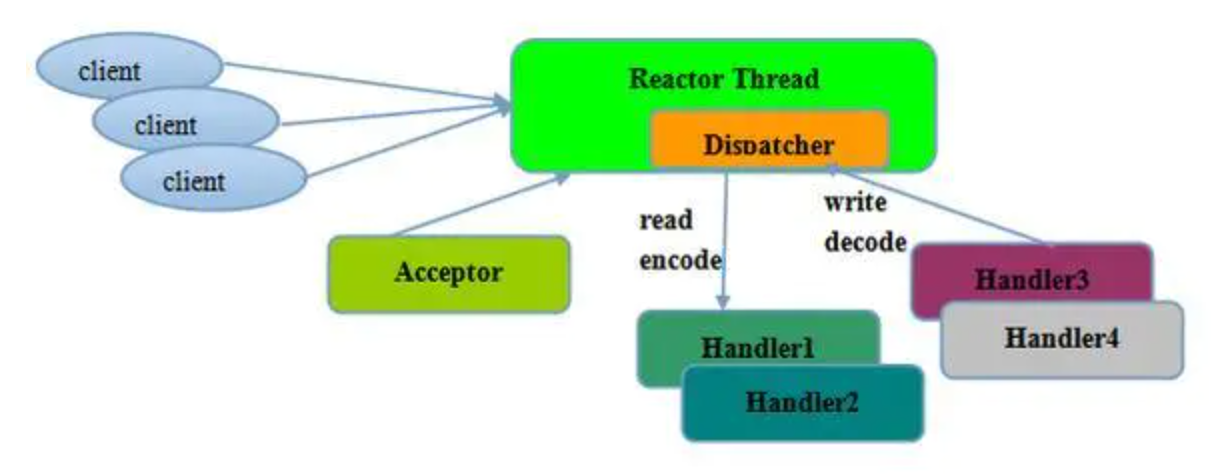 client
client
client
Reactor Thread
Dispatcher
Acceptor
read
encode
write
decode
Handler1
Handler2
Handler3
Handler4